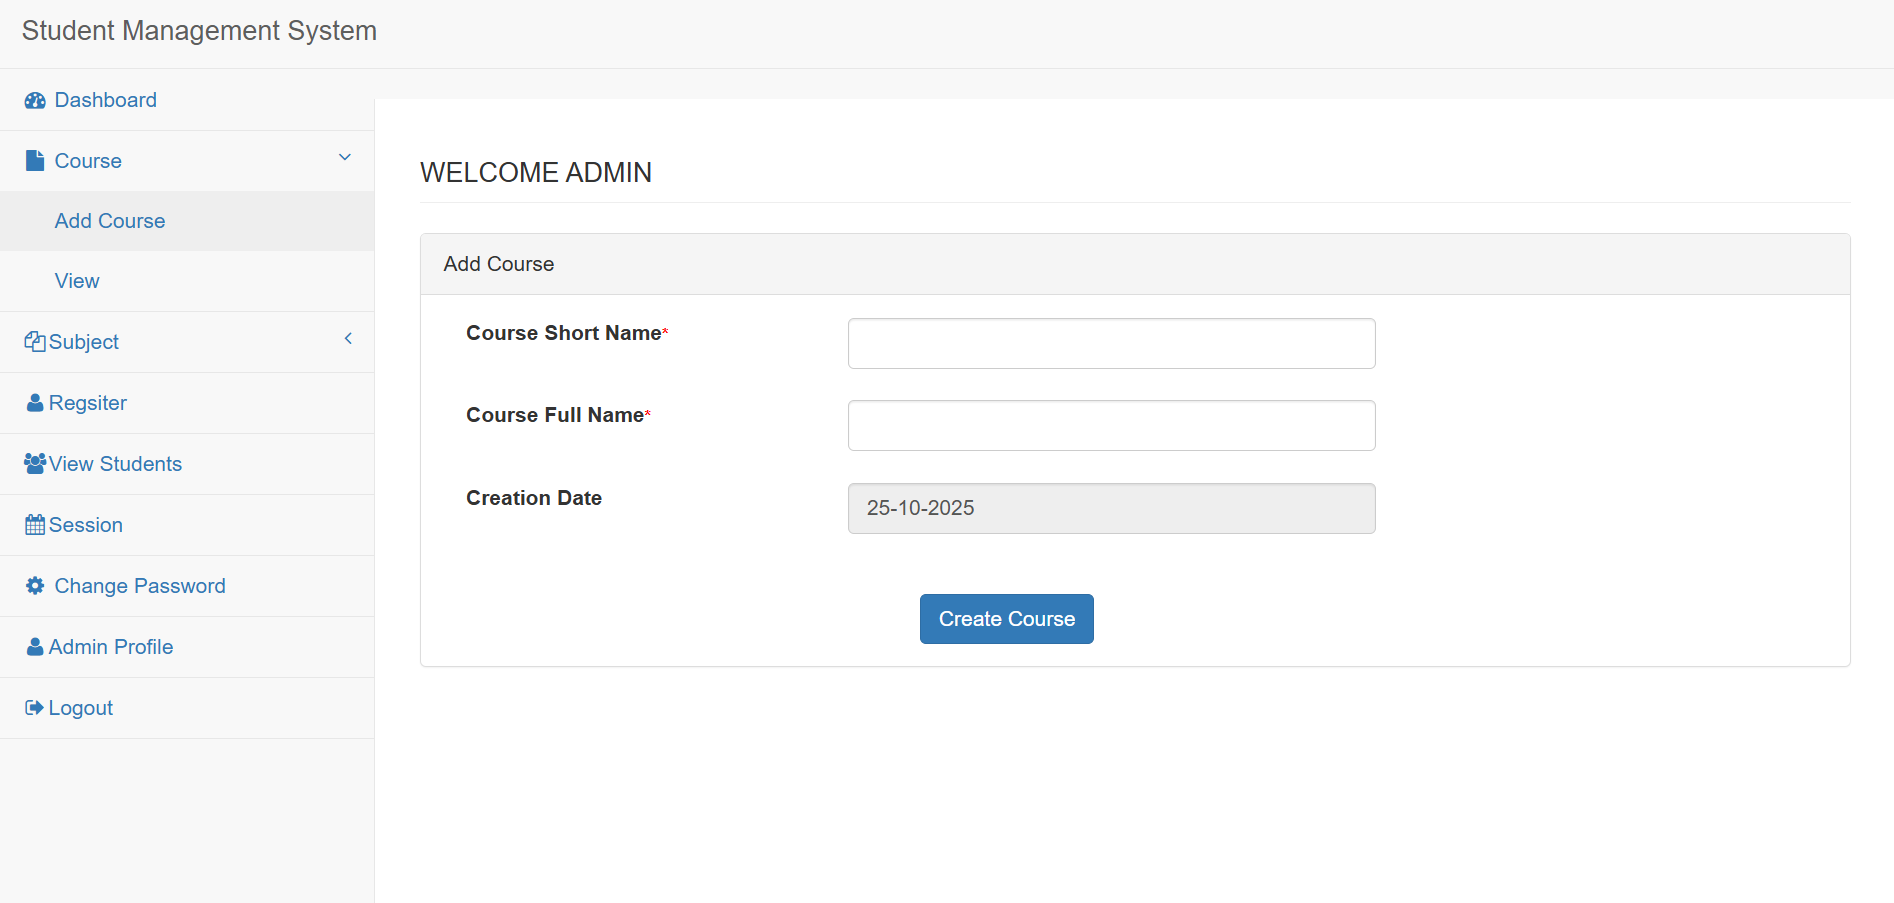 Student Management System
Dashboard
Course
Add Course
View
Subject
Regsiter
View Students
Session
Change Password
Admin Profile
Logout
WELCOME ADMIN
Add Course
Course Short Name*
Course Full Name*
Creation Date
25-10-2025
Create Course